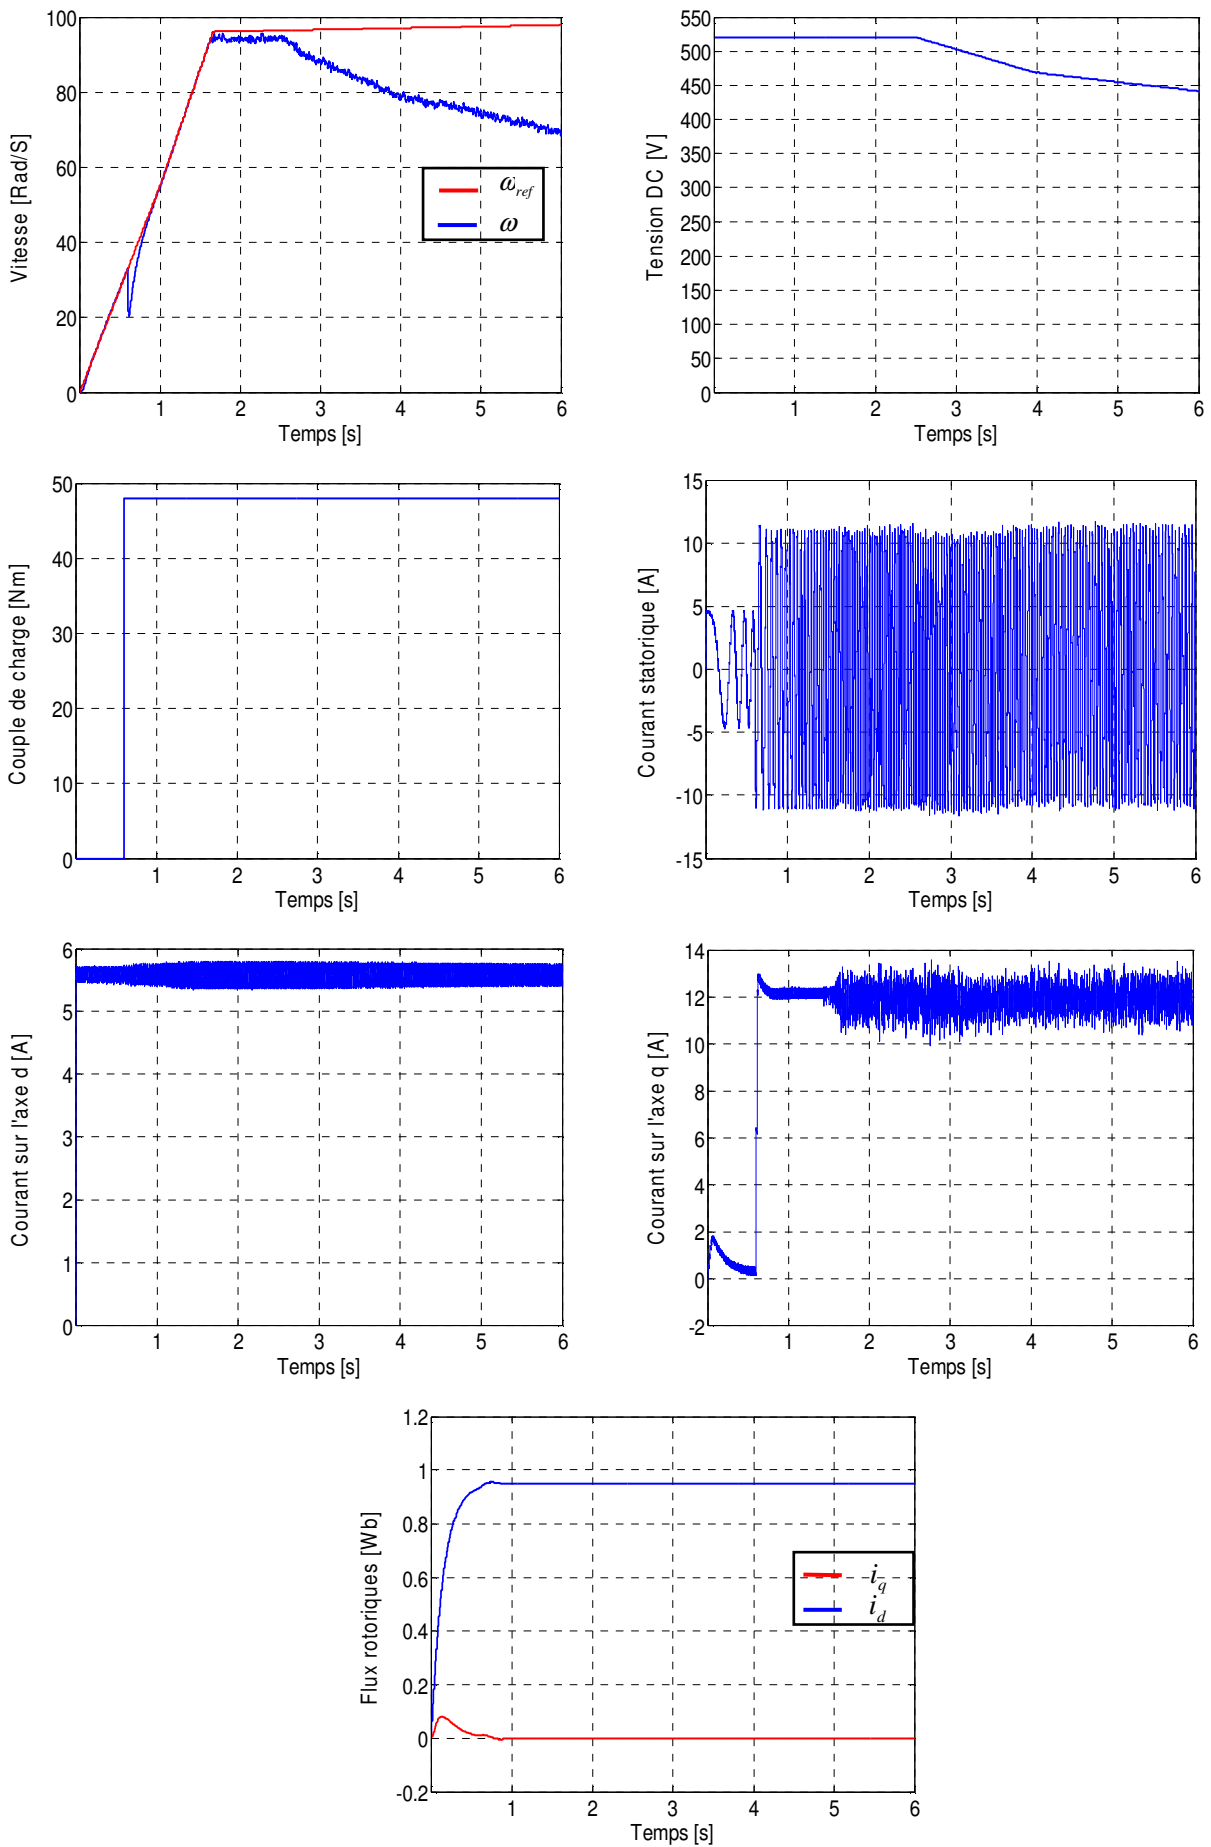 100
80
60
40
20
0
Vitesse [Rad/S]
ω_ref
ω
1 2 3 4 5 6
Temps [s]
550
500
450
400
350
300
250
200
150
100
50
0
Tension DC [V]
1 2 3 4 5 6
Temps [s]
50
40
30
20
10
0
Couple de charge [Nm]
1 2 3 4 5 6
Temps [s]
15
10
5
0
-5
-10
-15
Courant statorique [A]
1 2 3 4 5 6
Temps [s]
6
5
4
3
2
1
0
Courant sur l'axe d [A]
1 2 3 4 5 6
Temps [s]
14
12
10
8
6
4
2
0
-2
Courant sur l'axe q [A]
1 2 3 4 5 6
Temps [s]
1.2
1
0.8
0.6
0.4
0.2
0
-0.2
Flux rotoriques [Wb]
i_q
i_d
1 2 3 4 5 6
Temps [s]